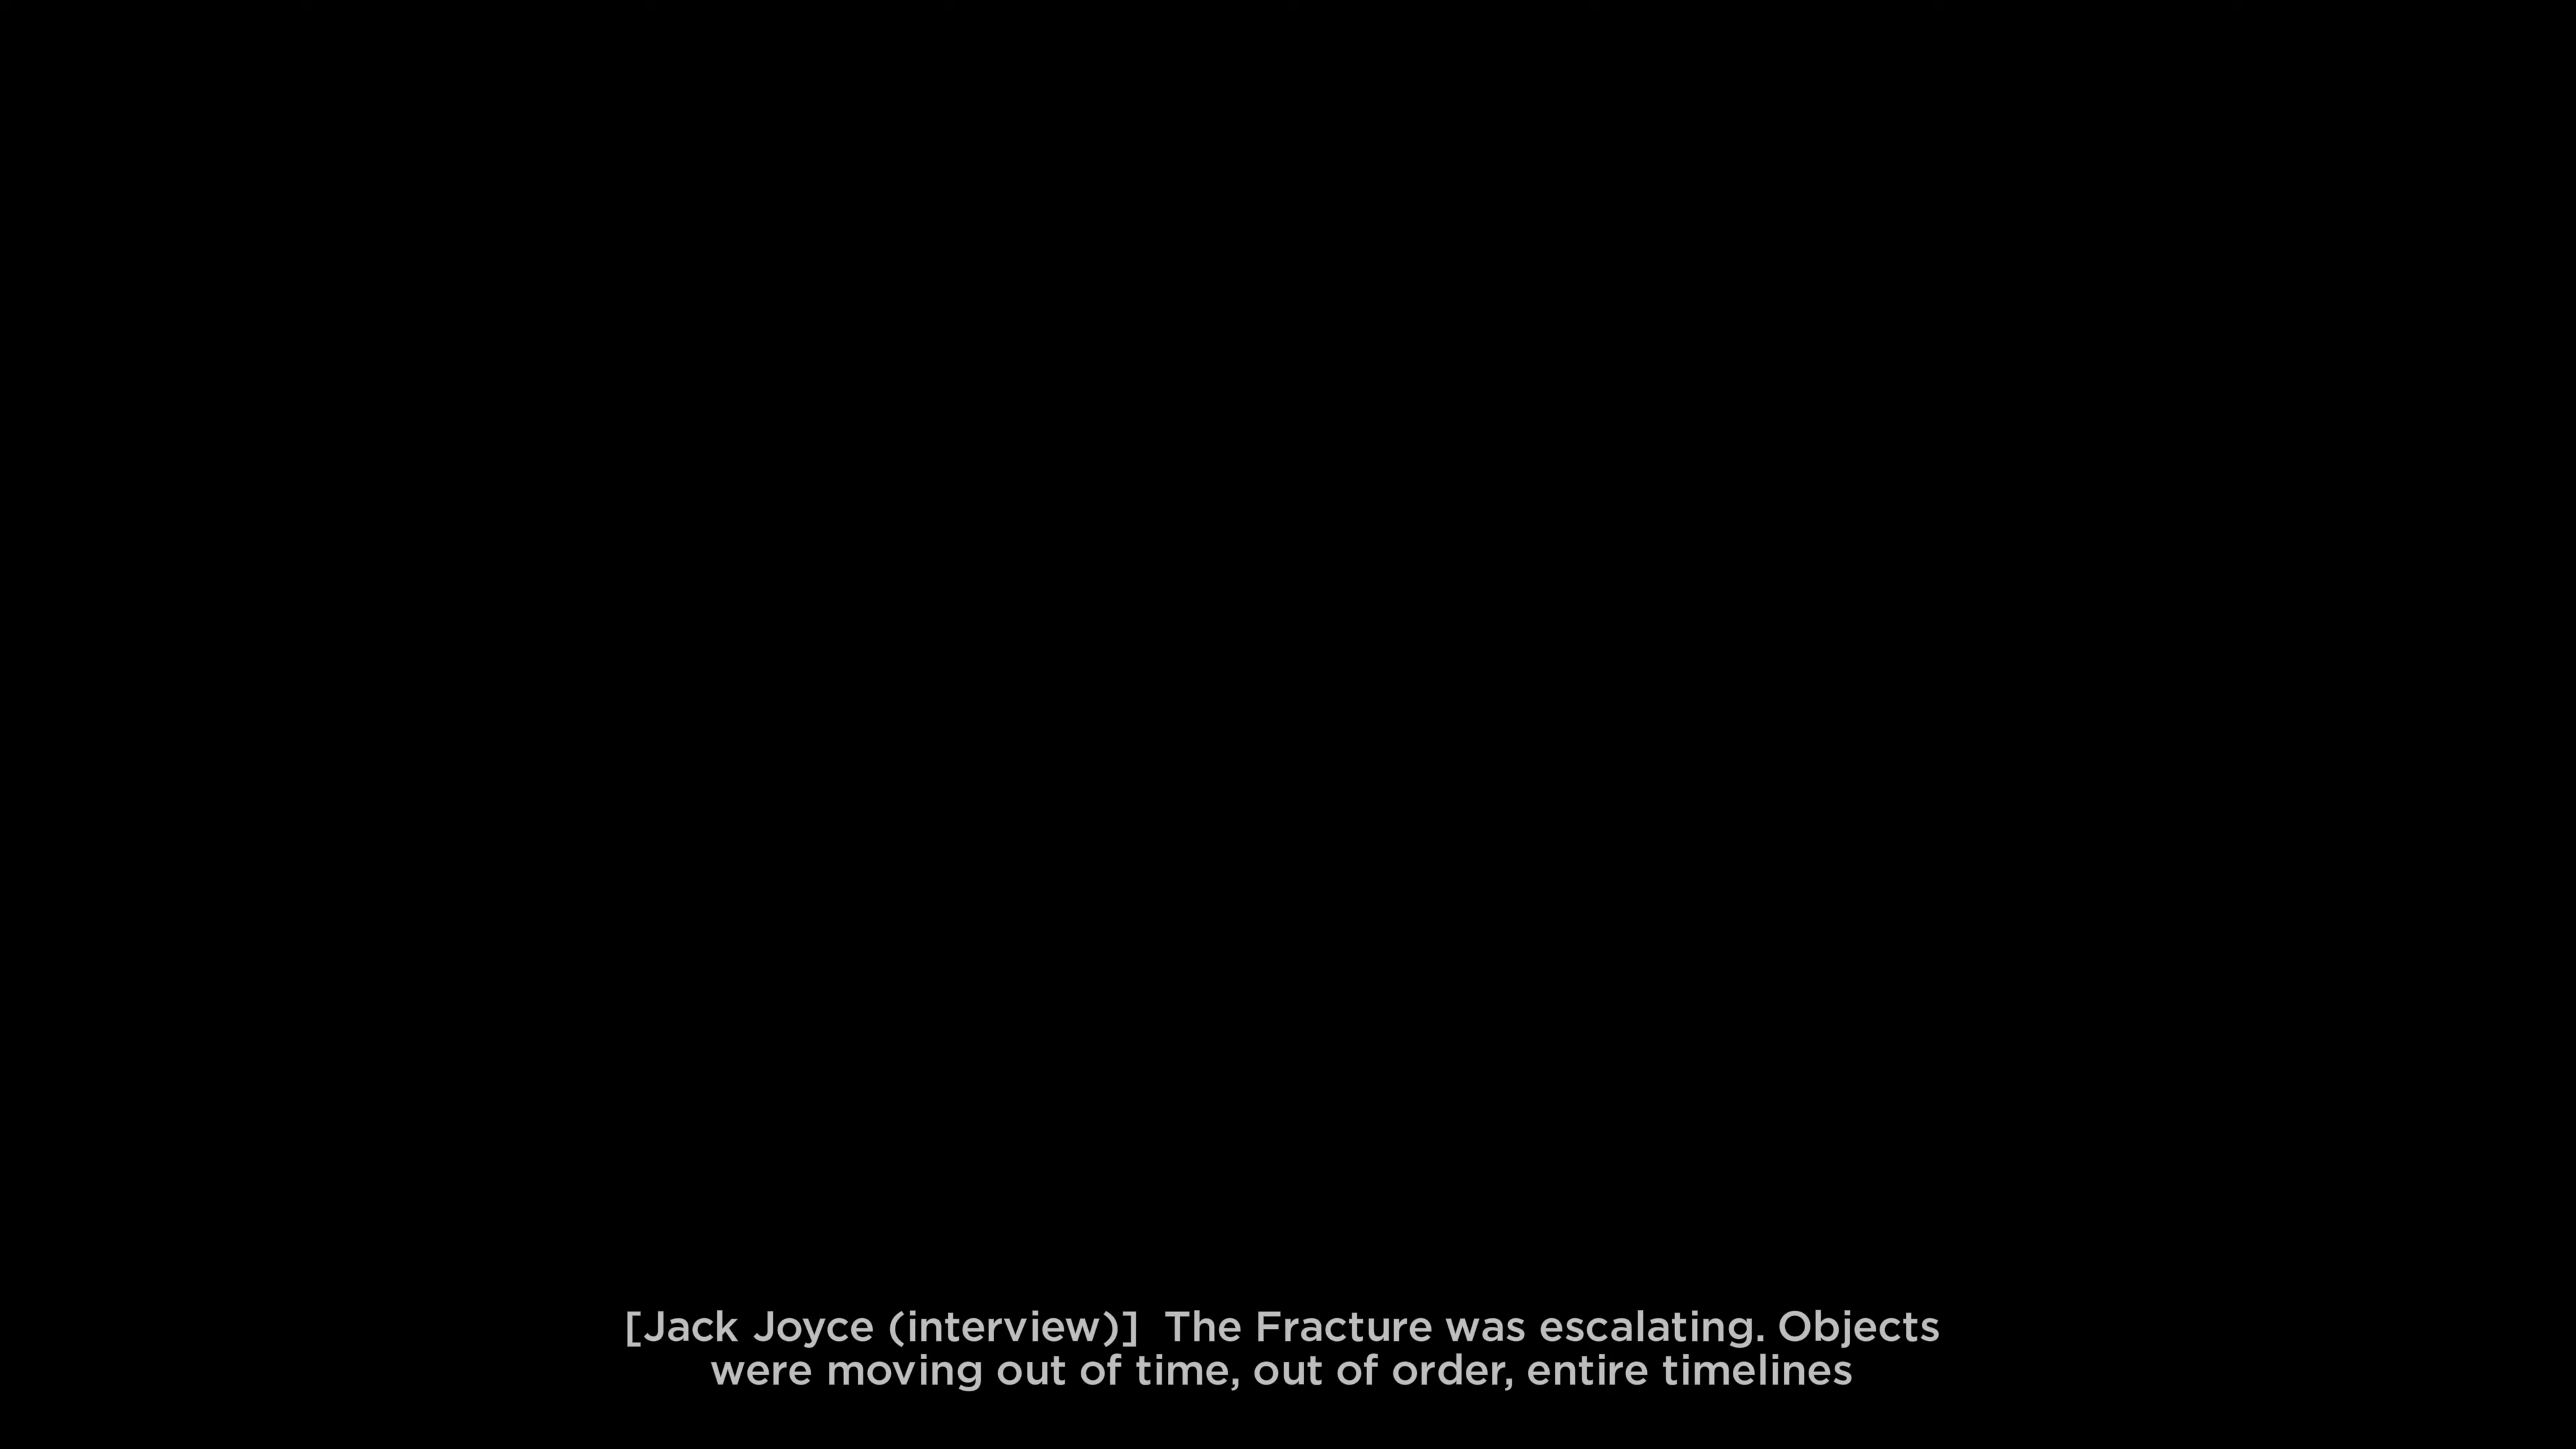 [Jack Joyce (interview)]  The Fracture was escalating. Objects
were moving out of time, out of order, entire timelines